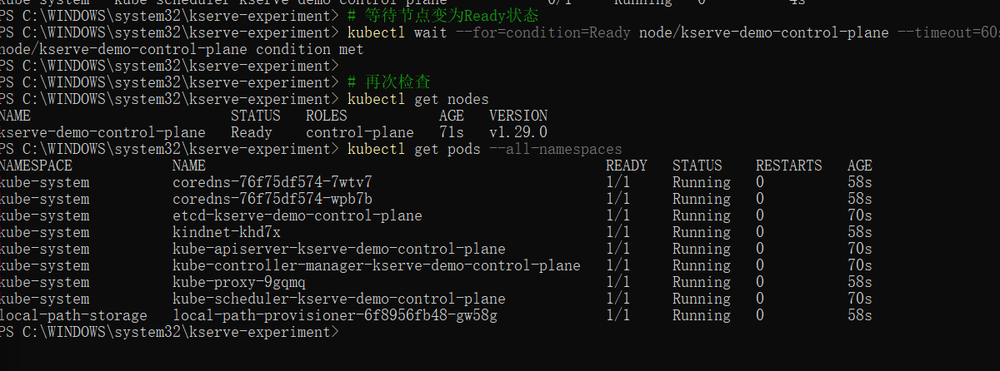 kube-system   kube-scheduler-kserve-demo-control-plane   0/1   Running   0   4s
PS C:\WINDOWS\system32\kserve-experiment> # 等待节点变为Ready状态
PS C:\WINDOWS\system32\kserve-experiment> kubectl wait --for=condition=Ready node/kserve-demo-control-plane --timeout=60s
node/kserve-demo-control-plane condition met
PS C:\WINDOWS\system32\kserve-experiment>
PS C:\WINDOWS\system32\kserve-experiment> # 再次检查
PS C:\WINDOWS\system32\kserve-experiment> kubectl get nodes
NAME   STATUS   ROLES   AGE   VERSION
kserve-demo-control-plane   Ready   control-plane   71s   v1.29.0
PS C:\WINDOWS\system32\kserve-experiment> kubectl get pods --all-namespaces
NAMESPACE   NAME   READY   STATUS   RESTARTS   AGE
kube-system   coredns-76f75df574-7wtv7   1/1   Running   0   58s
kube-system   coredns-76f75df574-wpb7b   1/1   Running   0   58s
kube-system   etcd-kserve-demo-control-plane   1/1   Running   0   70s
kube-system   kindnet-khd7x   1/1   Running   0   58s
kube-system   kube-apiserver-kserve-demo-control-plane   1/1   Running   0   70s
kube-system   kube-controller-manager-kserve-demo-control-plane   1/1   Running   0   70s
kube-system   kube-proxy-9gqmq   1/1   Running   0   58s
kube-system   kube-scheduler-kserve-demo-control-plane   1/1   Running   0   70s
local-path-storage   local-path-provisioner-6f8956fb48-gw58g   1/1   Running   0   58s
PS C:\WINDOWS\system32\kserve-experiment>